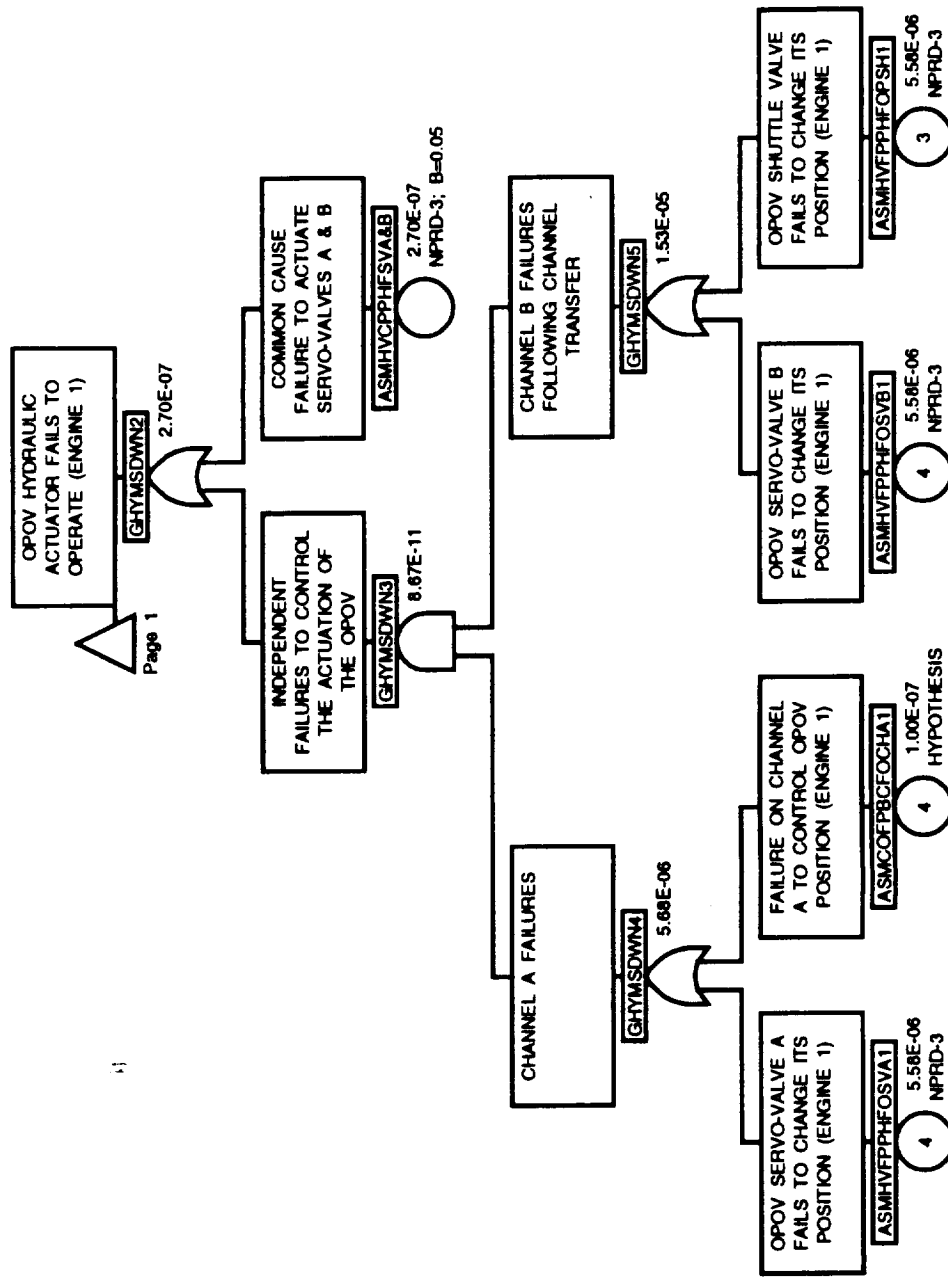 OPOV HYDRAULIC
ACTUATOR FAILS TO
OPERATE (ENGINE 1)
Page 1
GHYMSDWN2
2.70E-07
INDEPENDENT
FAILURES TO CONTROL
THE ACTUATION OF
THE OPOV
GHYMSDWN3
8.67E-11
COMMON CAUSE
FAILURE TO ACTUATE
SERVO-VALVES A & B
ASMHVCPPHFSVA&B
2.70E-07
NPRD-3; B=0.05
CHANNEL A FAILURES
GHYMSDWN4
5.68E-06
CHANNEL B FAILURES
FOLLOWING CHANNEL
TRANSFER
GHYMSDWN5
1.53E-05
OPOV SERVO-VALVE A
FAILS TO CHANGE ITS
POSITION (ENGINE 1)
ASMHVFPPHFOSVA1
4
5.58E-06
NPRD-3
FAILURE ON CHANNEL
A TO CONTROL OPOV
POSITION (ENGINE 1)
ASMCOFPBCFOCHA1
4
1.00E-07
HYPOTHESIS
OPOV SERVO-VALVE B
FAILS TO CHANGE ITS
POSITION (ENGINE 1)
ASMHVFPPHFOSVB1
4
5.58E-06
NPRD-3
OPOV SHUTTLE VALVE
FAILS TO CHANGE ITS
POSITION (ENGINE 1)
ASMHVFPPHFOPSH1
3
5.58E-06
NPRD-3